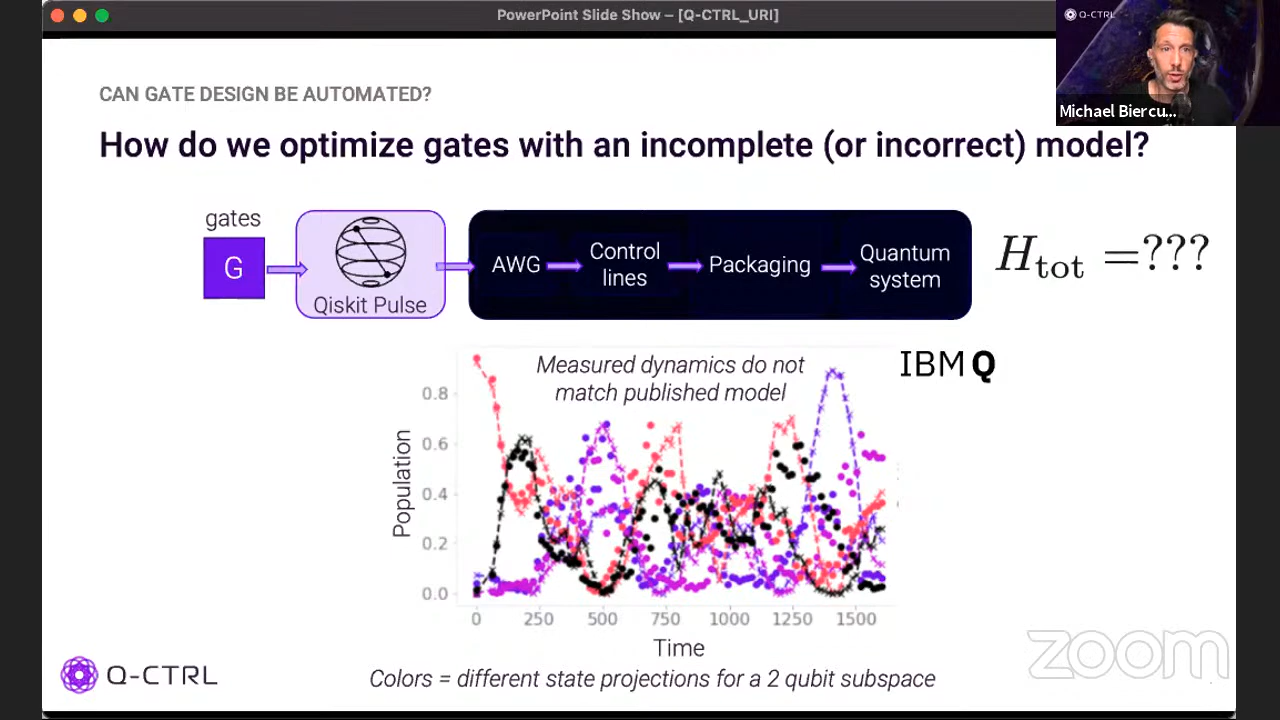 PowerPoint Slide Show – [Q-CTRL_URI]
Q-CTRL
Michael Biercu...
CAN GATE DESIGN BE AUTOMATED?
How do we optimize gates with an incomplete (or incorrect) model?
gates
G
Qiskit Pulse
AWG
Control
lines
Packaging
Quantum
system
H_tot =???
Measured dynamics do not
match published model
IBM Q
Population
0.8
0.6
0.4
0.2
0.0
0 250 500 750 1000 1250 1500
Time
Colors = different state projections for a 2 qubit subspace
Q-CTRL
zoom